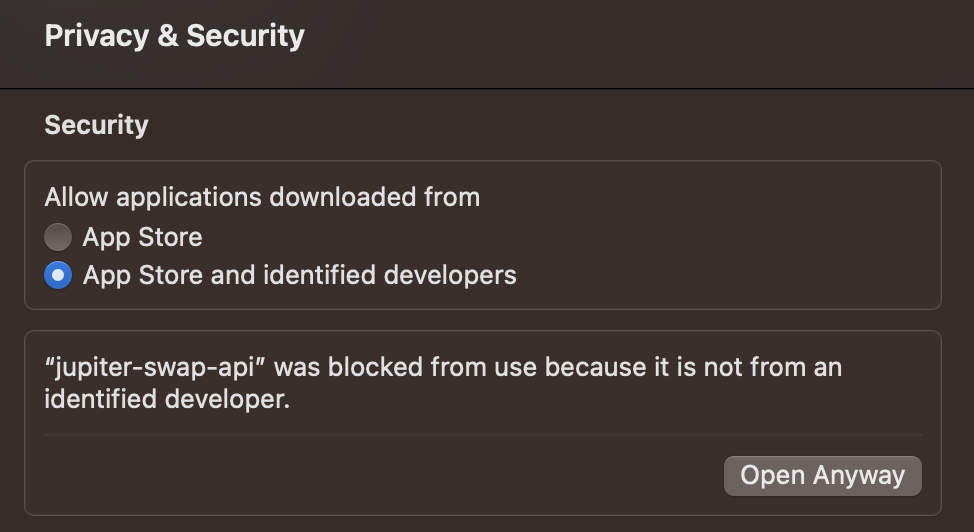 Privacy & Security
Security
Allow applications downloaded from
App Store
App Store and identified developers
“jupiter-swap-api” was blocked from use because it is not from an
identified developer.
Open Anyway